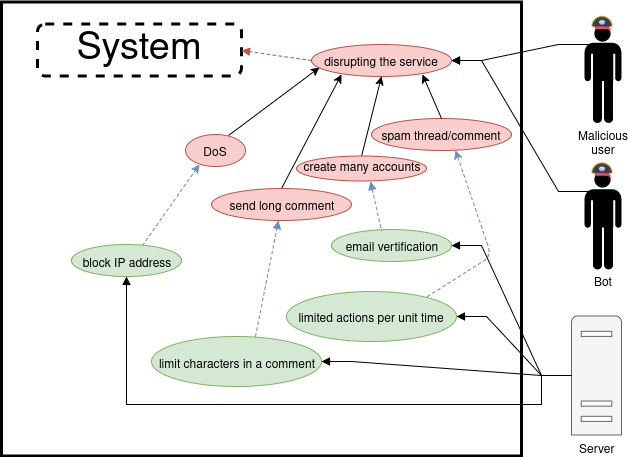 System
disrupting the service
spam thread/comment
DoS
create many accounts
send long comment
email vertification
block IP address
limited actions per unit time
limit characters in a comment
Malicious
user
Bot
Server